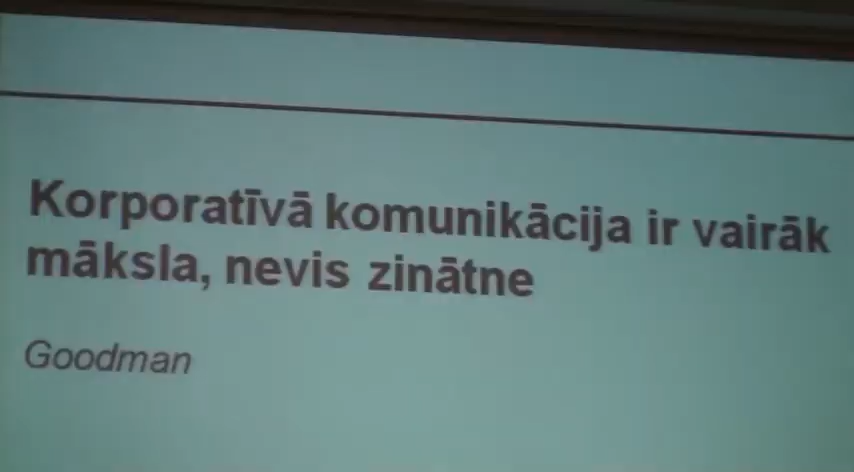 Korporatīvā komunikācija ir vairāk
māksla, nevis zinātne
Goodman